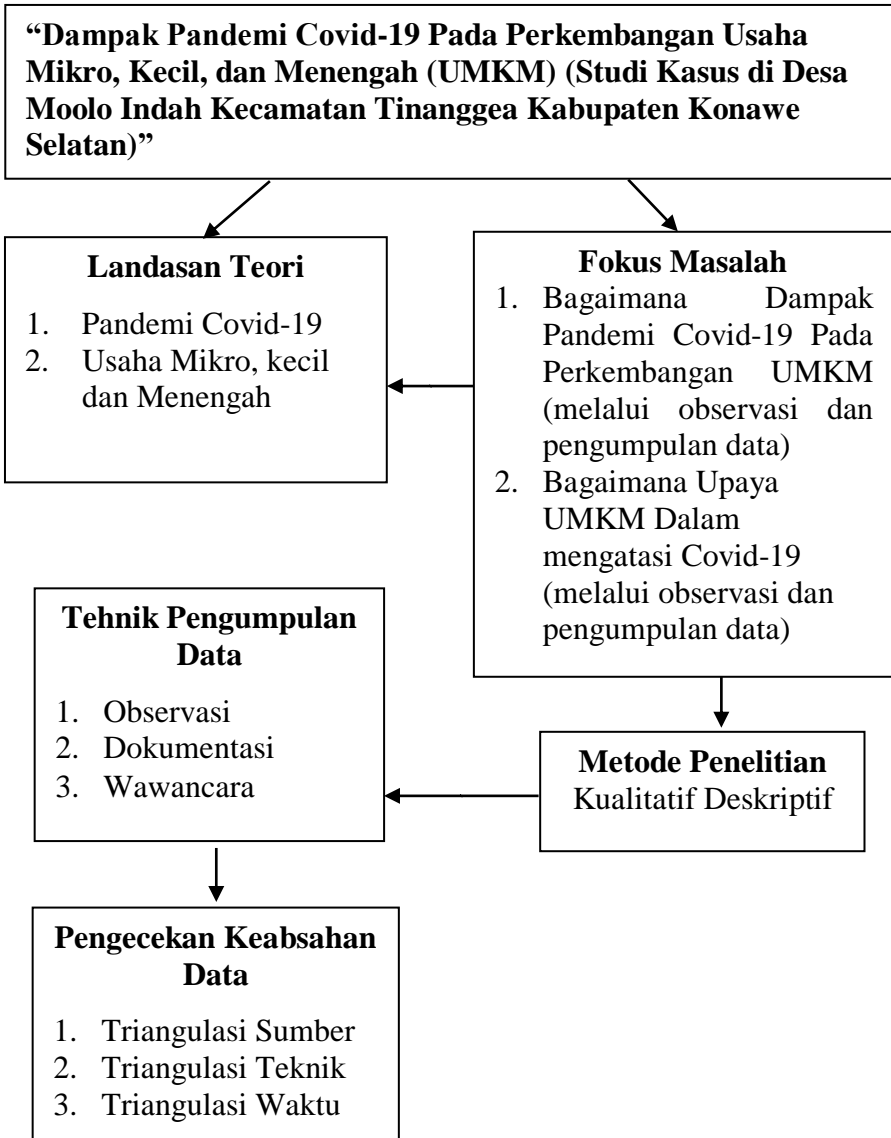 “Dampak Pandemi Covid-19 Pada Perkembangan Usaha
Mikro, Kecil, dan Menengah (UMKM) (Studi Kasus di Desa
Moolo Indah Kecamatan Tinanggea Kabupaten Konawe
Selatan)”
Landasan Teori
1. Pandemi Covid-19
2. Usaha Mikro, kecil
dan Menengah
Fokus Masalah
1. Bagaimana Dampak
Pandemi Covid-19 Pada
Perkembangan UMKM
(melalui observasi dan
pengumpulan data)
2. Bagaimana Upaya
UMKM Dalam
mengatasi Covid-19
(melalui observasi dan
pengumpulan data)
Tehnik Pengumpulan
Data
1. Observasi
2. Dokumentasi
3. Wawancara
Metode Penelitian
Kualitatif Deskriptif
Pengecekan Keabsahan
Data
1. Triangulasi Sumber
2. Triangulasi Teknik
3. Triangulasi Waktu